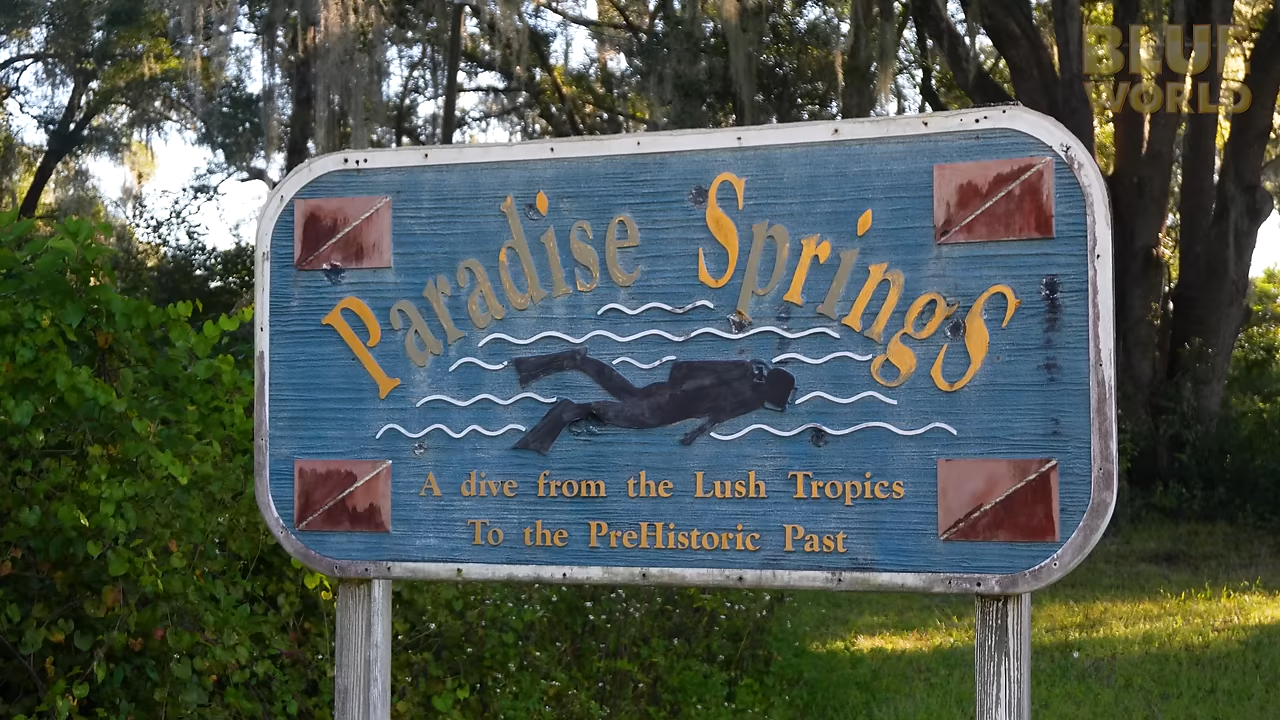 BLUE
WORLD
Paradise Springs
A dive from the Lush Tropics
To the PreHistoric Past